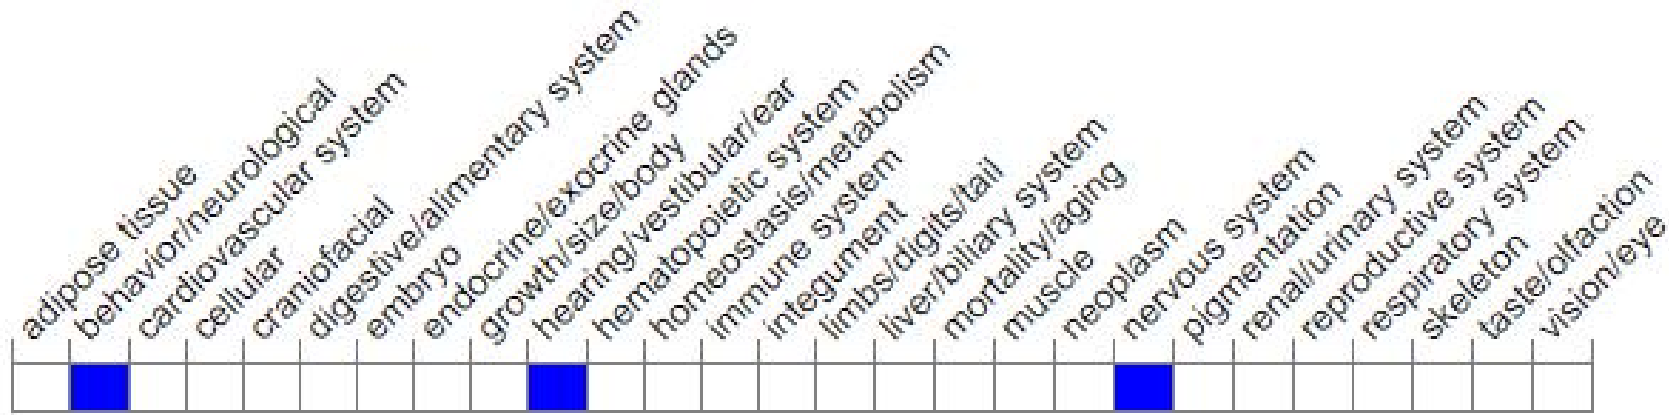 adipose tissue
behavior/neurological
cardiovascular system
cellular
craniofacial
digestive/alimentary system
embryo
endocrine/exocrine glands
growth/size/body
hearing/vestibular/ear
hematopoietic system
homeostasis/metabolism
immune system
integument
limbs/digits/tail
liver/biliary system
mortality/aging
muscle
neoplasm
nervous system
pigmentation
renal/urinary system
reproductive system
respiratory system
skeleton
taste/olfaction
vision/eye